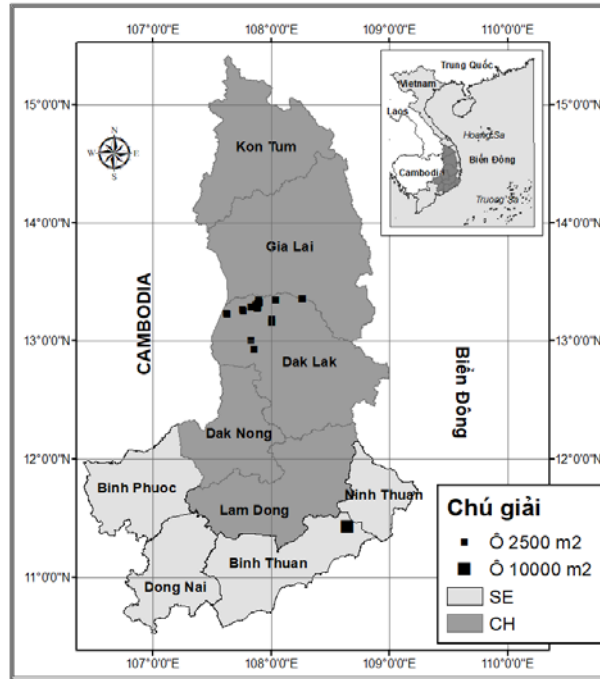 107°0'0"E 108°0'0"E 109°0'0"E 110°0'0"E
15°0'0"N
14°0'0"N
13°0'0"N
12°0'0"N
11°0'0"N
N
W E
S
Trung Quốc
Vietnam
Laos
Hoang Sa
Biển Đông
Cambodi
Truong Sa
Kon Tum
Gia Lai
CAMBODIA
Dak Lak
Biển Đông
Dak Nong
Binh Phuoc
Lam Dong
Ninh Thuan
Binh Thuan
Dong Nai
Chú giải
Ô 2500 m2
Ô 10000 m2
SE
CH
15°0'0"N
14°0'0"N
13°0'0"N
12°0'0"N
11°0'0"N
107°0'0"E 108°0'0"E 109°0'0"E 110°0'0"E